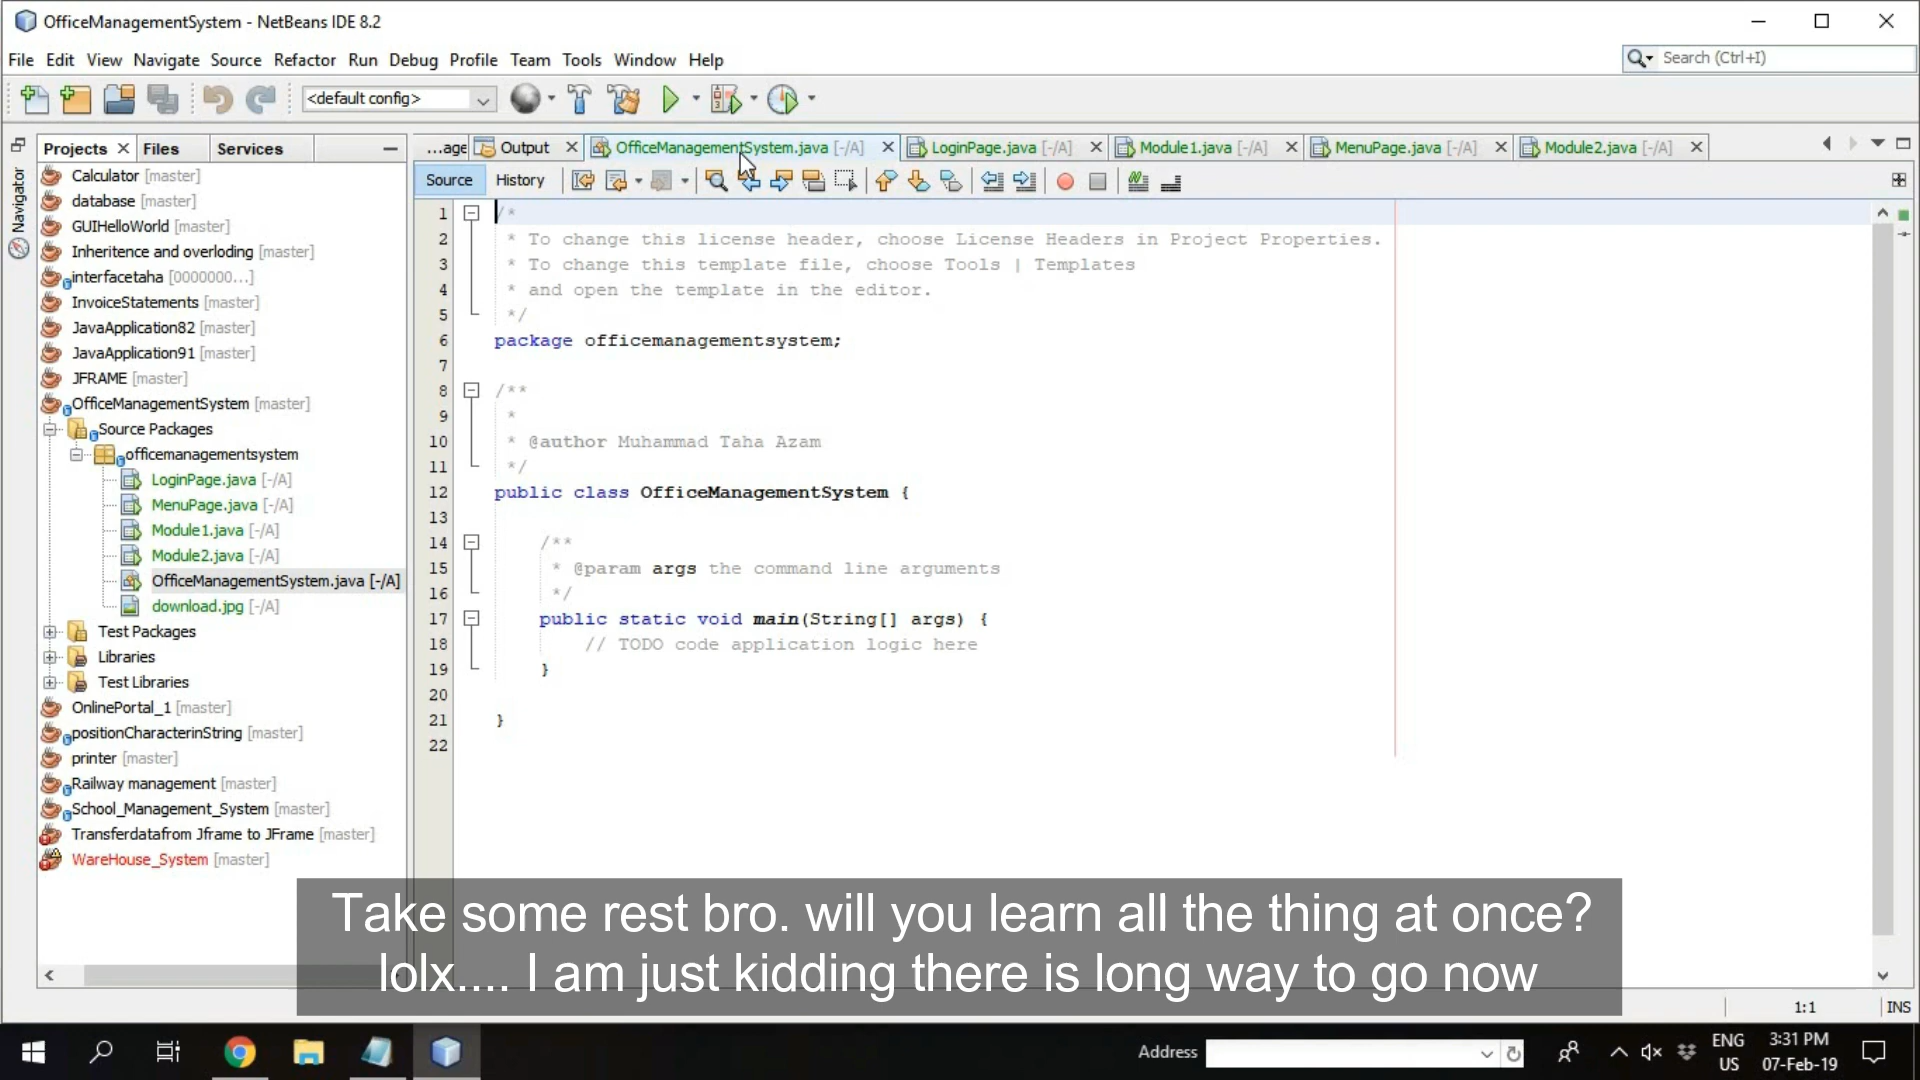 OfficeManagementSystem - NetBeans IDE 8.2
File Edit View Navigate Source Refactor Run Debug Profile Team Tools Window Help
Search (Ctrl+I)
<default config>
Projects Files Services
...age Output OfficeManagementSystem.java [-/A] LoginPage.java [-/A] Module1.java [-/A] MenuPage.java [-/A] Module2.java [-/A]
Source History
Navigator
Calculator [master]
database [master]
GUIHelloWorld [master]
Inheritence and overloding [master]
interfacetaha [0000000...]
InvoiceStatements [master]
JavaApplication82 [master]
JavaApplication91 [master]
JFRAME [master]
OfficeManagementSystem [master]
Source Packages
officemanagementsystem
LoginPage.java [-/A]
MenuPage.java [-/A]
Module1.java [-/A]
Module2.java [-/A]
OfficeManagementSystem.java [-/A]
download.jpg [-/A]
Test Packages
Libraries
Test Libraries
OnlinePortal_1 [master]
positionCharacterinString [master]
printer [master]
Railway management [master]
School_Management_System [master]
Transferdatafrom Jframe to JFrame [master]
WareHouse_System [master]
1 /*
2 * To change this license header, choose License Headers in Project Properties.
3 * To change this template file, choose Tools | Templates
4 * and open the template in the editor.
5 */
6 package officemanagementsystem;
7
8 /**
9 *
10 * @author Muhammad Taha Azam
11 */
12 public class OfficeManagementSystem {
13
14 /**
15 * @param args the command line arguments
16 */
17 public static void main(String[] args) {
18 // TODO code application logic here
19 }
20
21 }
22
Take some rest bro. will you learn all the thing at once?
lolx.... I am just kidding there is long way to go now
1:1 INS
Address
ENG
US
3:31 PM
07-Feb-19